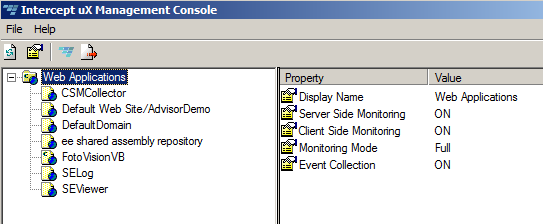 Intercept uX Management Console
File Help
Web Applications
CSMCollector
Default Web Site/AdvisorDemo
DefaultDomain
ee shared assembly repository
FotoVisionVB
SELog
SEViewer
Property Value
Display Name Web Applications
Server Side Monitoring ON
Client Side Monitoring ON
Monitoring Mode Full
Event Collection ON